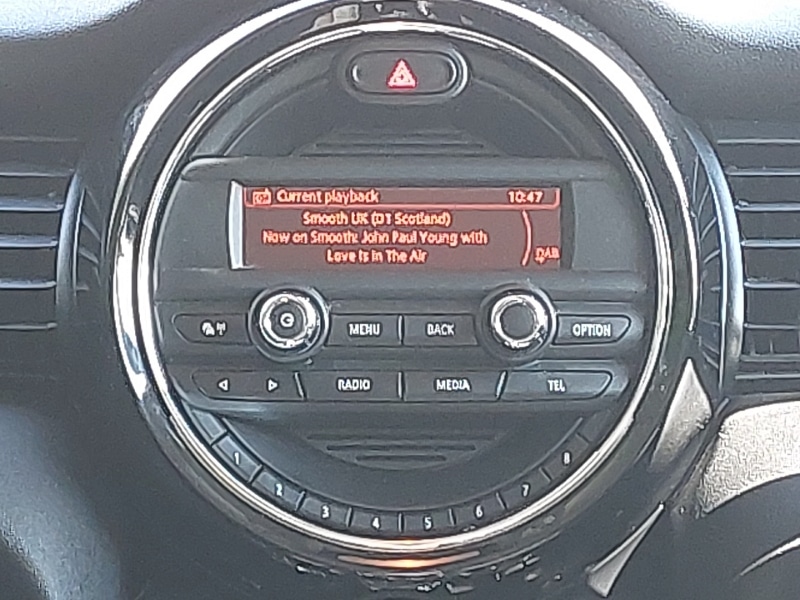 Current playback 10:47
Smooth UK (D1 Scotland)
Now on Smooth: John Paul Young with
Love Is In The Air
DAB
MENU BACK OPTION
RADIO MEDIA TEL
1 2 3 4 5 6 7 8